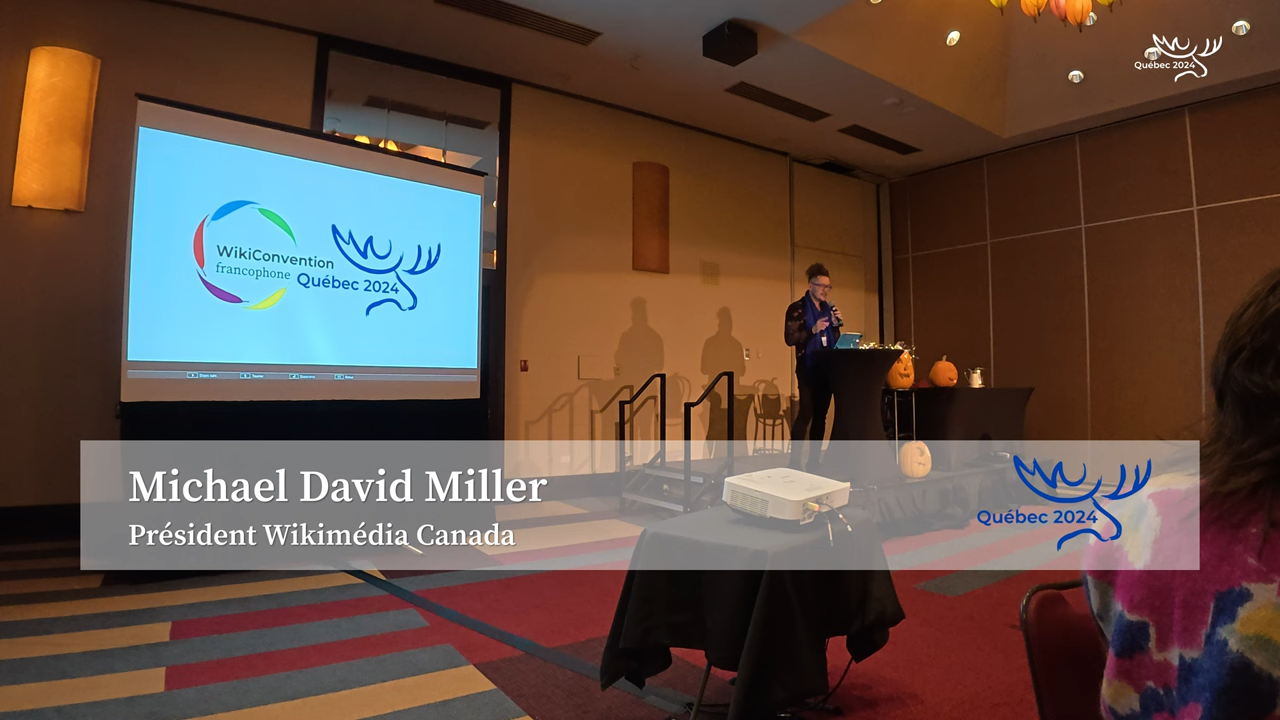 Québec 2024
WikiConvention
francophone
Québec 2024
Michael David Miller
Président Wikimédia Canada
Québec 2024